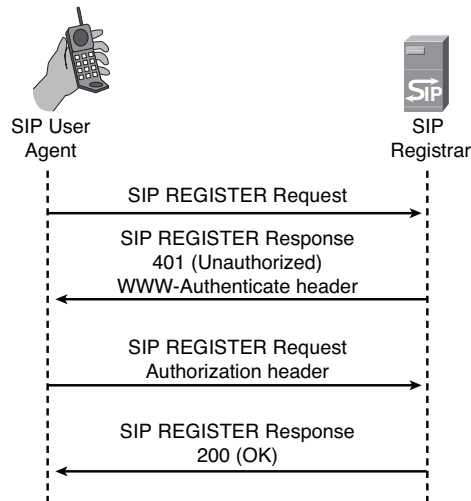 SIP
SIP User
Agent
SIP
Registrar
SIP REGISTER Request
SIP REGISTER Response
401 (Unauthorized)
WWW-Authenticate header
SIP REGISTER Request
Authorization header
SIP REGISTER Response
200 (OK)